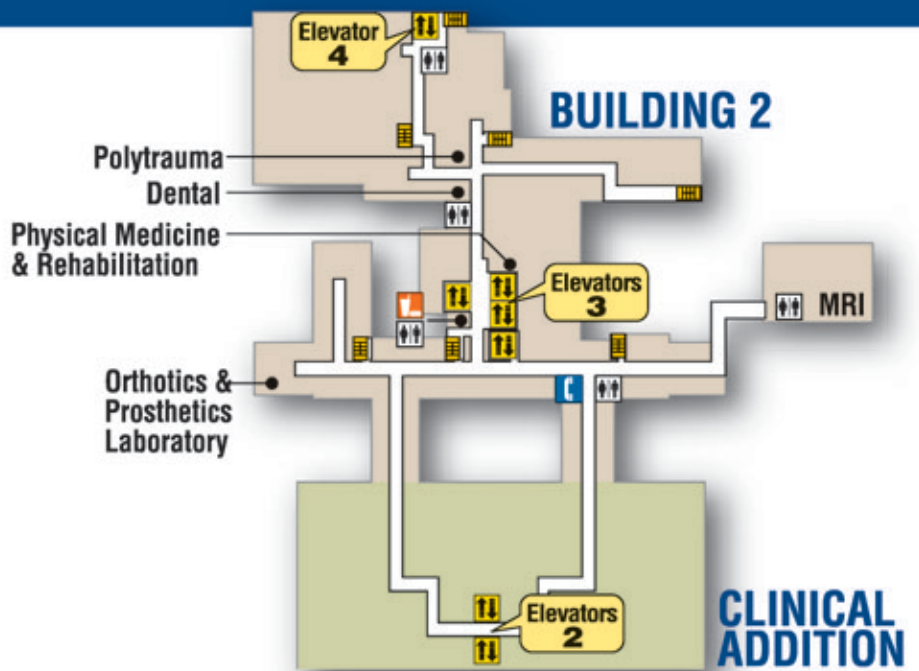 Elevator
4
BUILDING 2
Polytrauma
Dental
Physical Medicine
& Rehabilitation
Elevators
3
MRI
Orthotics &
Prosthetics
Laboratory
Elevators
2
CLINICAL
ADDITION